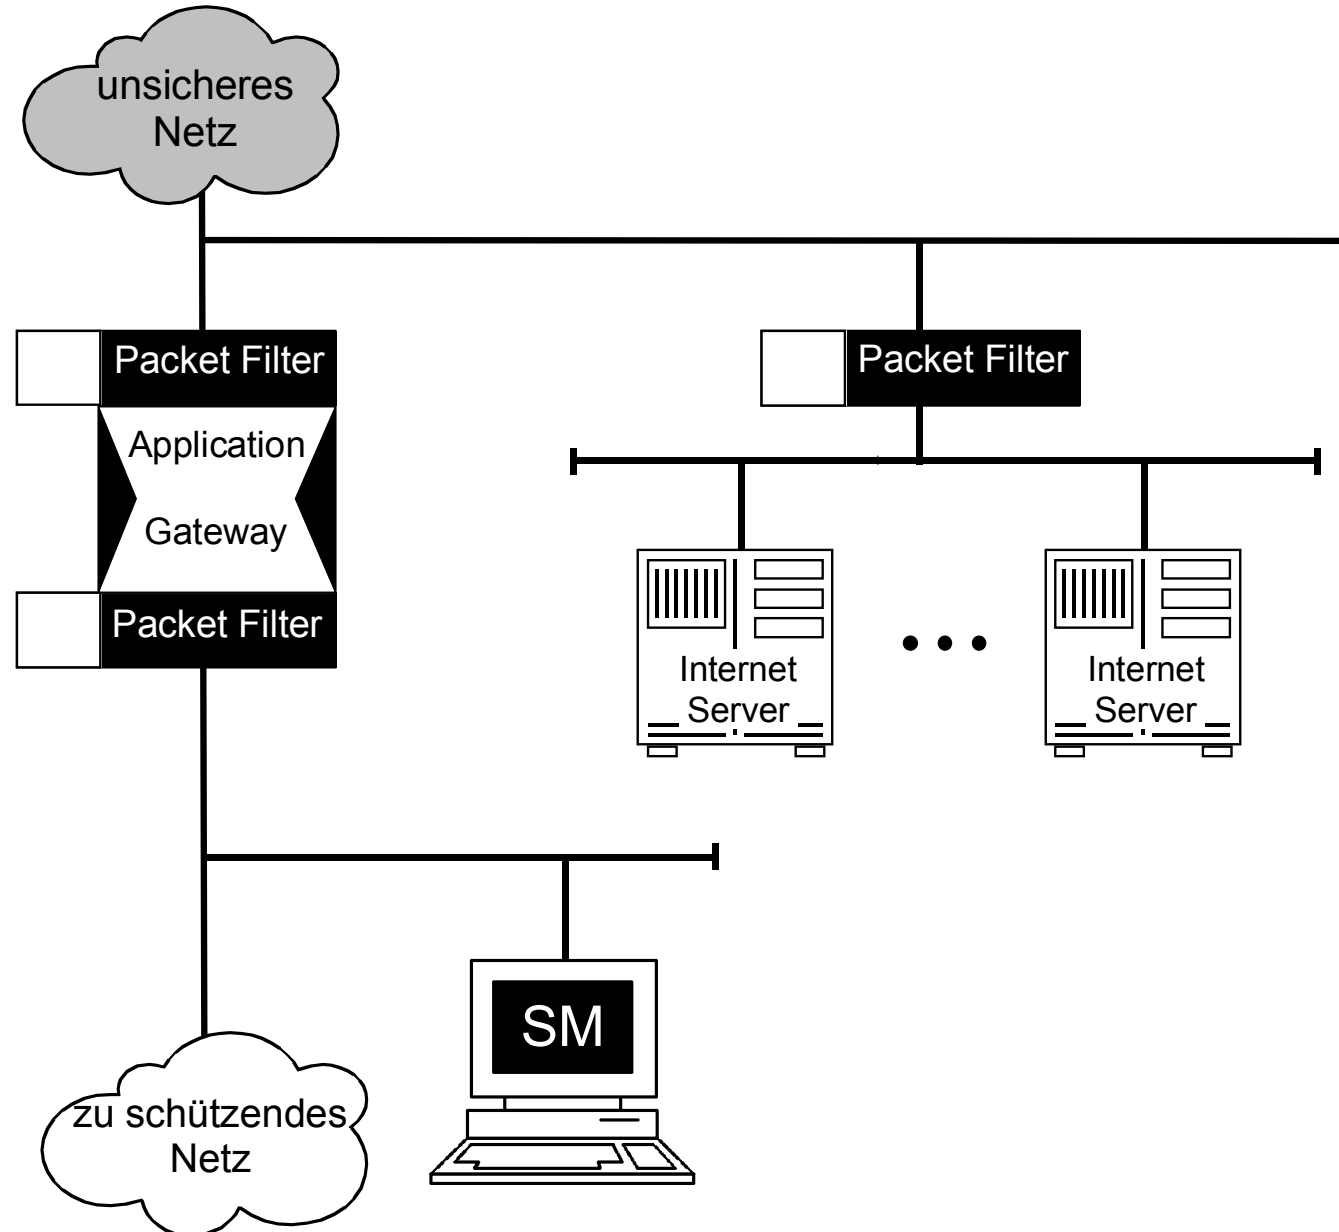 unsicheres
Netz
Packet Filter
Packet Filter
Application
Gateway
Packet Filter
Internet
Server
Internet
Server
SM
zu schützendes
Netz